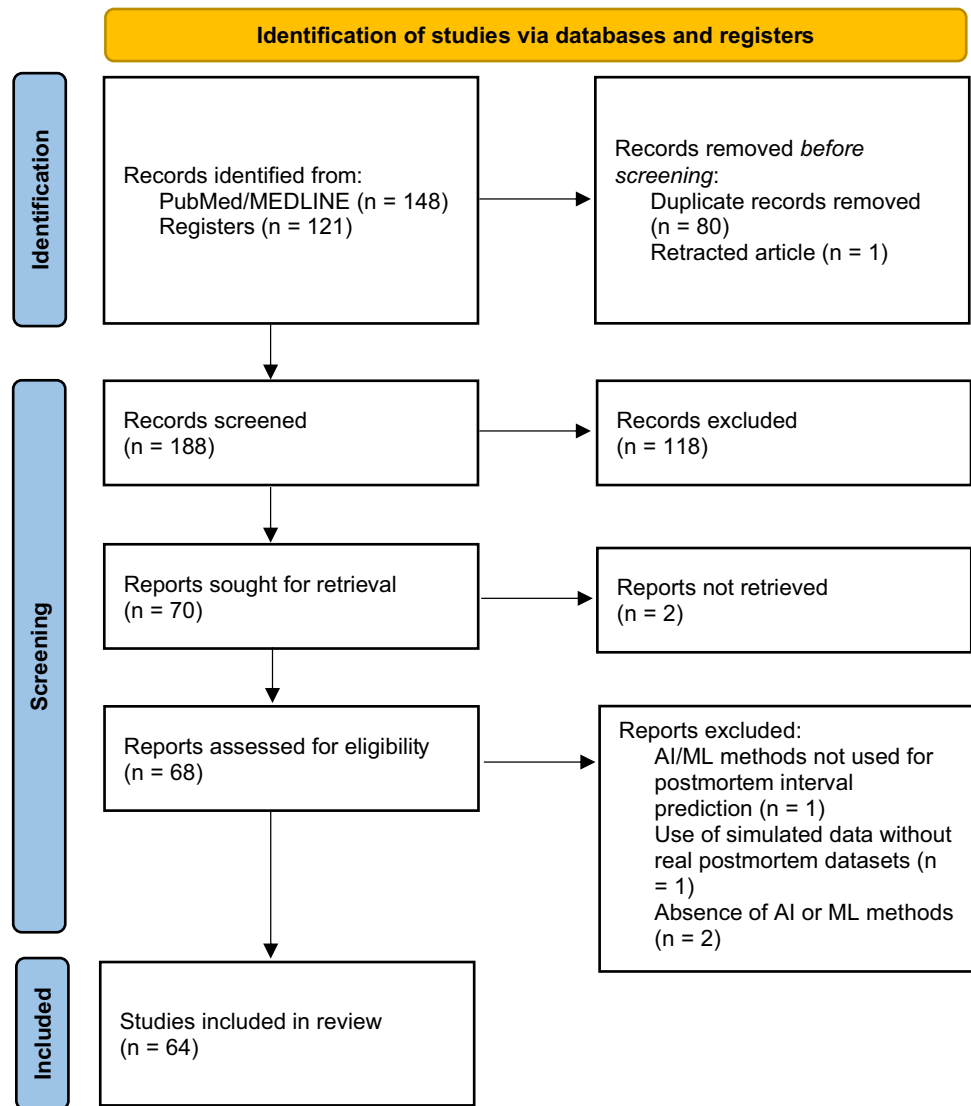 Identification of studies via databases and registers
Identification
Records identified from:
PubMed/MEDLINE (n = 148)
Registers (n = 121)
Records removed before
screening:
Duplicate records removed
(n = 80)
Retracted article (n = 1)
Screening
Records screened
(n = 188)
Records excluded
(n = 118)
Reports sought for retrieval
(n = 70)
Reports not retrieved
(n = 2)
Reports assessed for eligibility
(n = 68)
Reports excluded:
AI/ML methods not used for
postmortem interval
prediction (n = 1)
Use of simulated data without
real postmortem datasets (n
= 1)
Absence of AI or ML methods
(n = 2)
Included
Studies included in review
(n = 64)